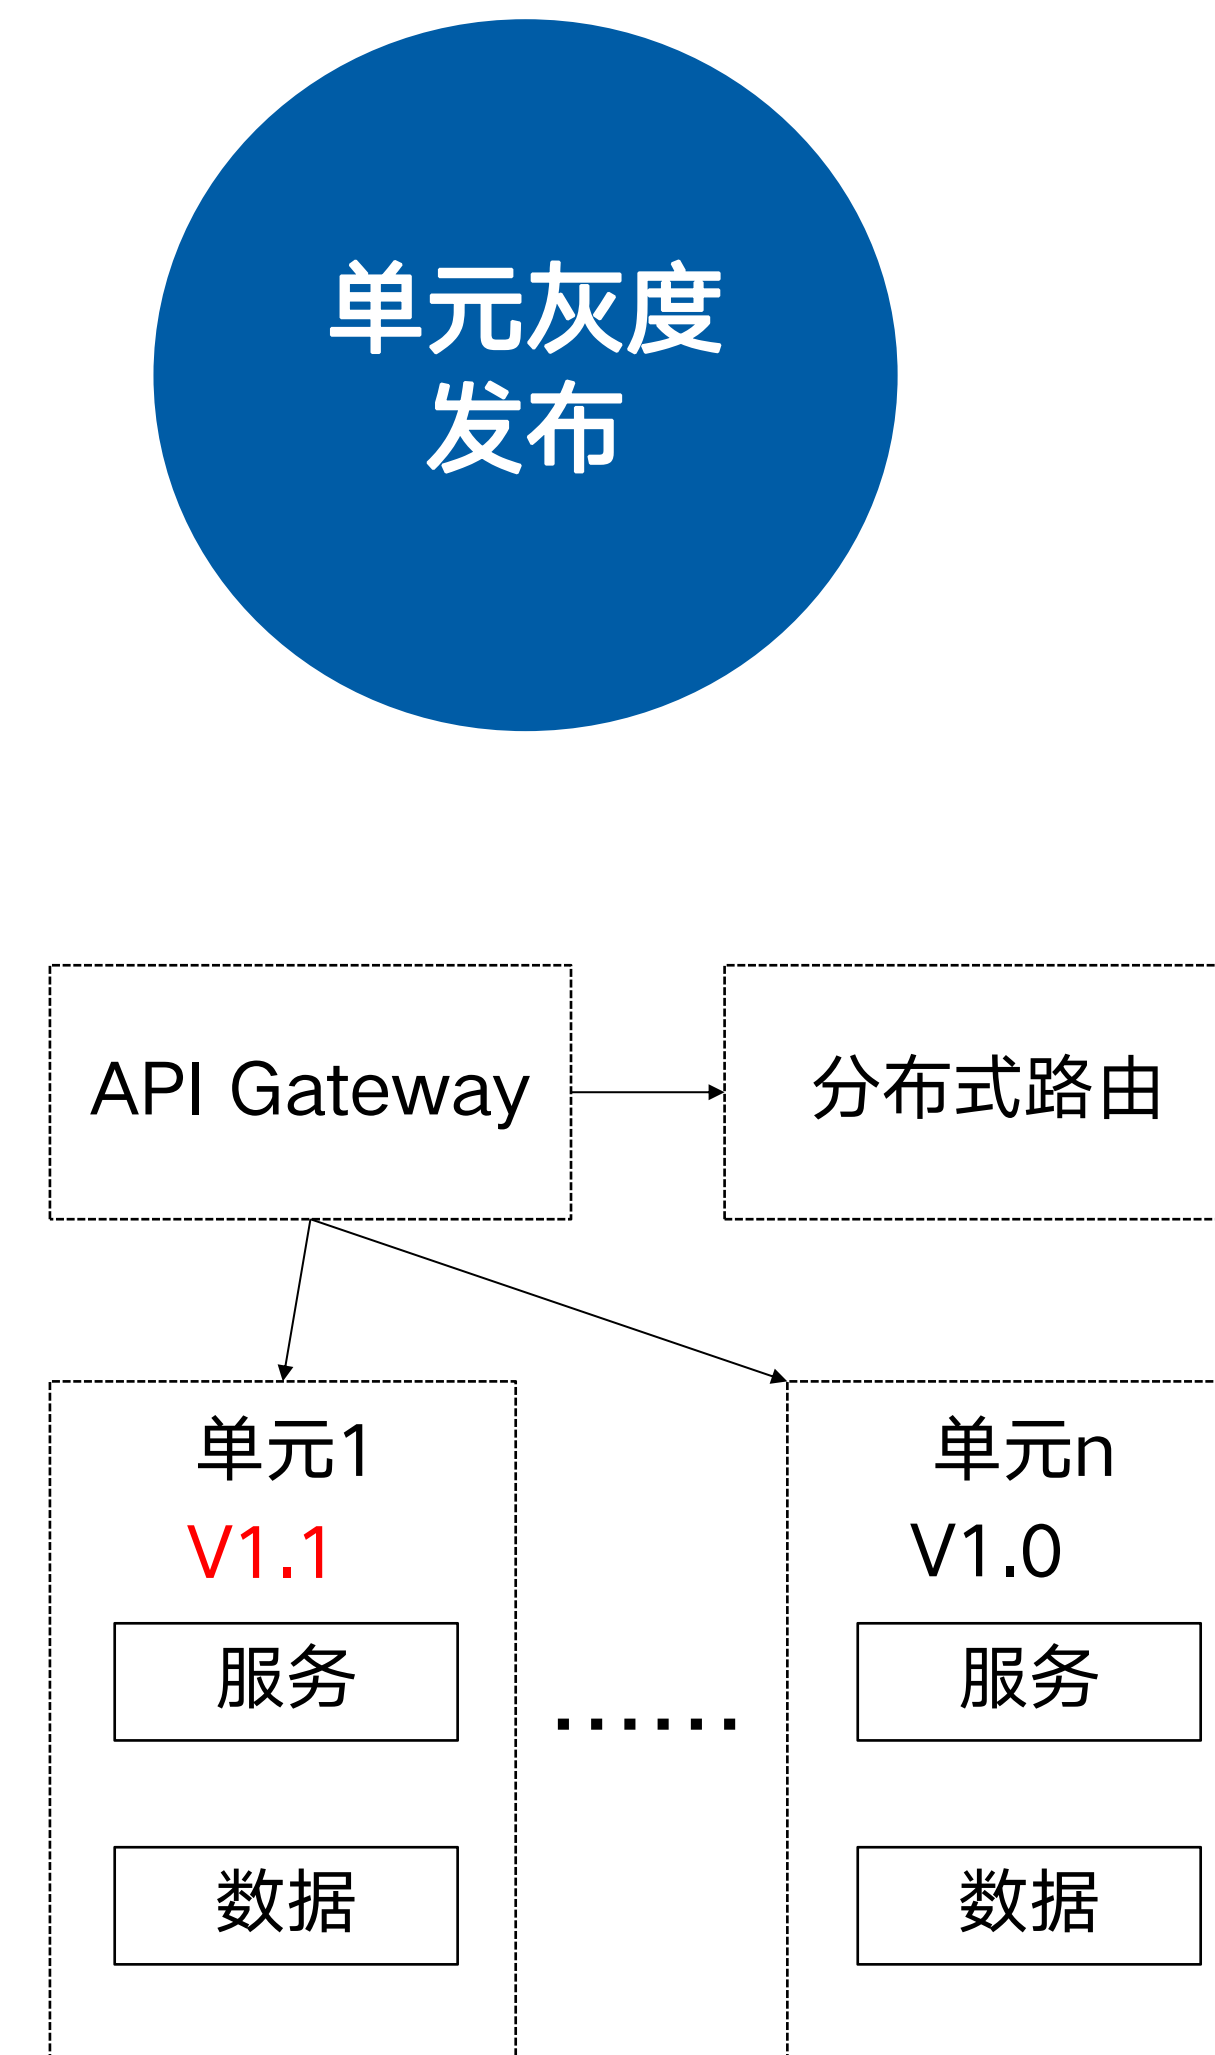 单元灰度
发布
API Gateway
分布式路由
单元1
V1.1
服务
数据
......
单元n
V1.0
服务
数据